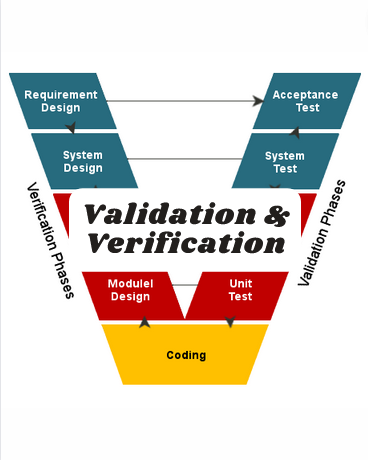 Requirement
Design
Acceptance
Test
System
Design
System
Test
Validation &
Verification
Verification Phases
Validation Phases
Modulel
Design
Unit
Test
Coding